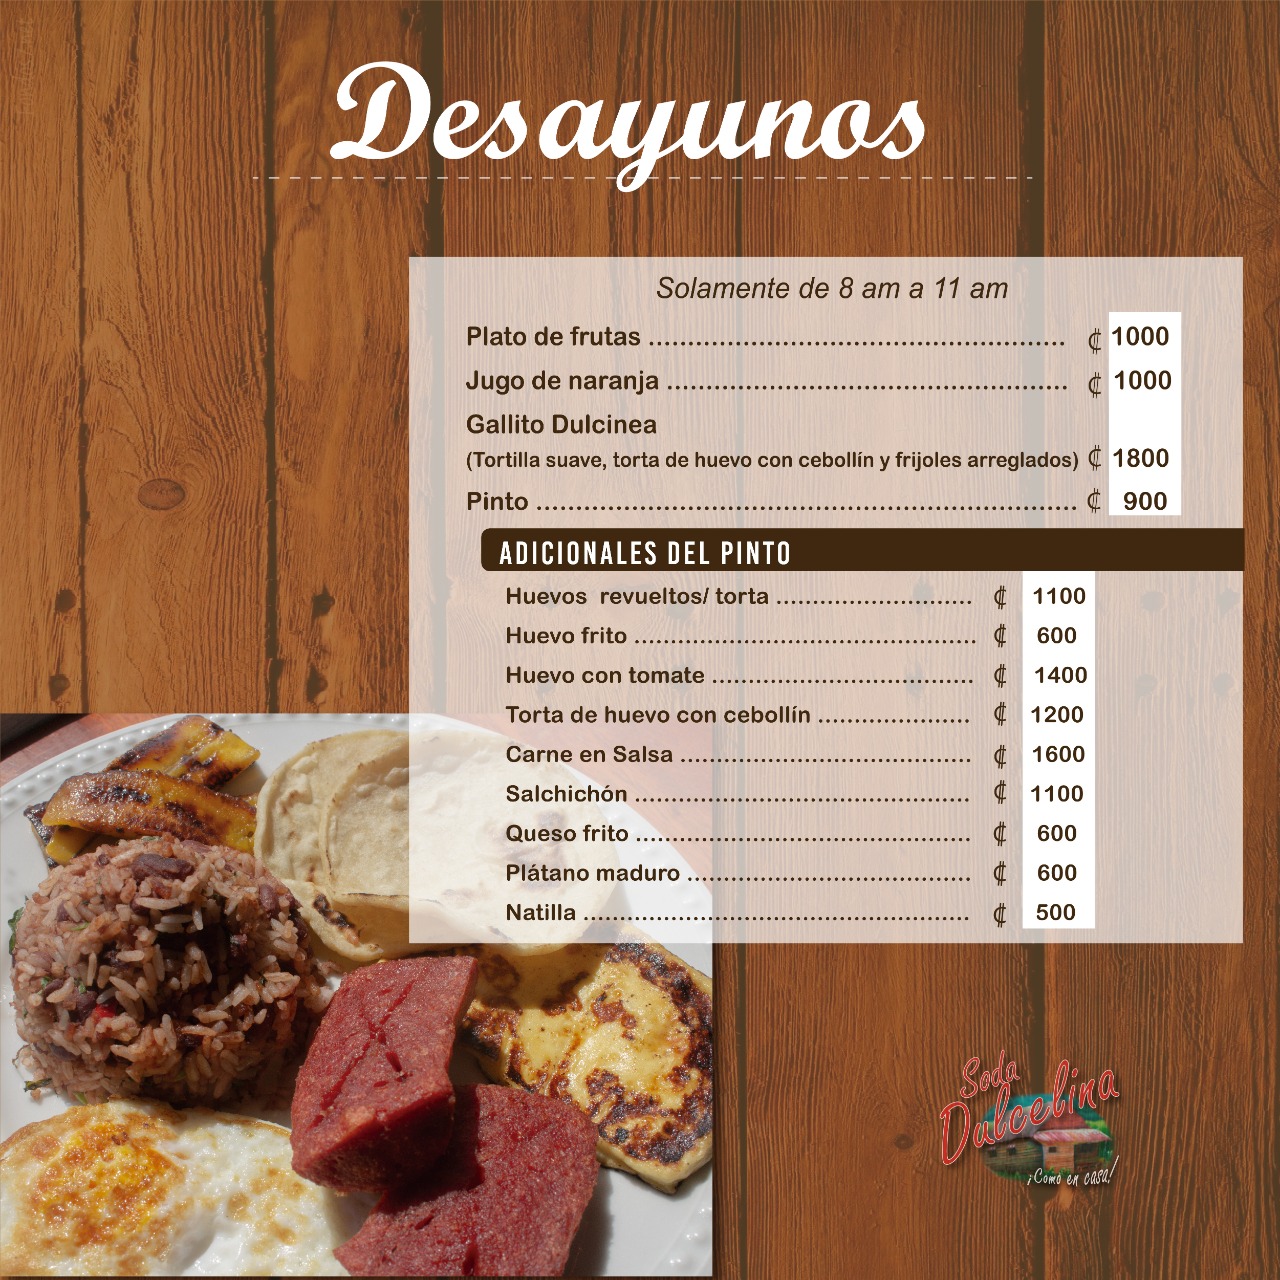 Desayunos
Solamente de 8 am a 11 am
Plato de frutas ..................................................... ₡ 1000
Jugo de naranja ................................................... ₡ 1000
Gallito Dulcinea
(Tortilla suave, torta de huevo con cebollín y frijoles arreglados) ₡ 1800
Pinto ..................................................................... ₡ 900
ADICIONALES DEL PINTO
Huevos revueltos/ torta ........................... ₡ 1100
Huevo frito ............................................... ₡ 600
Huevo con tomate .................................... ₡ 1400
Torta de huevo con cebollín ..................... ₡ 1200
Carne en Salsa ........................................ ₡ 1600
Salchichón .............................................. ₡ 1100
Queso frito .............................................. ₡ 600
Plátano maduro ....................................... ₡ 600
Natilla ..................................................... ₡ 500
Soda
Dulcelina
¡Como en casa!